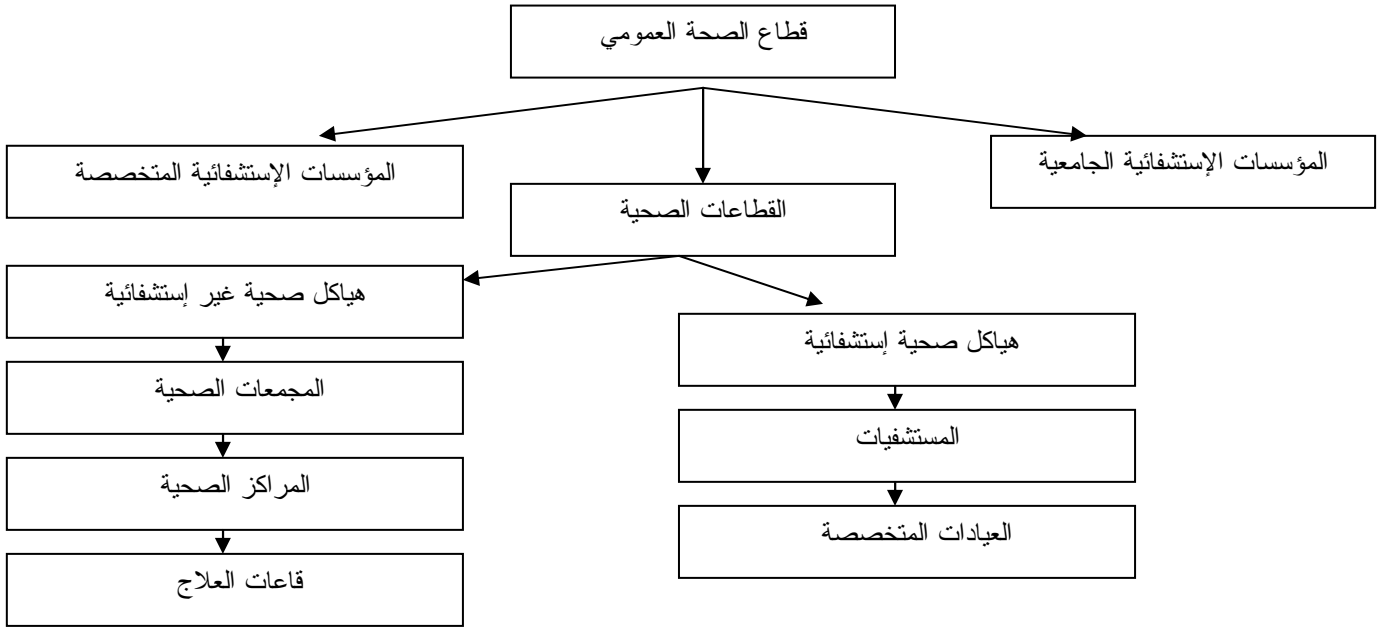 قطاع الصحة العمومي
المؤسسات الإستشفائية الجامعية
المؤسسات الإستشفائية المتخصصة
القطاعات الصحية
هياكل صحية إستشفائية
المستشفيات
العيادات المتخصصة
هياكل صحية غير إستشفائية
المجمعات الصحية
المراكز الصحية
قاعات العلاج